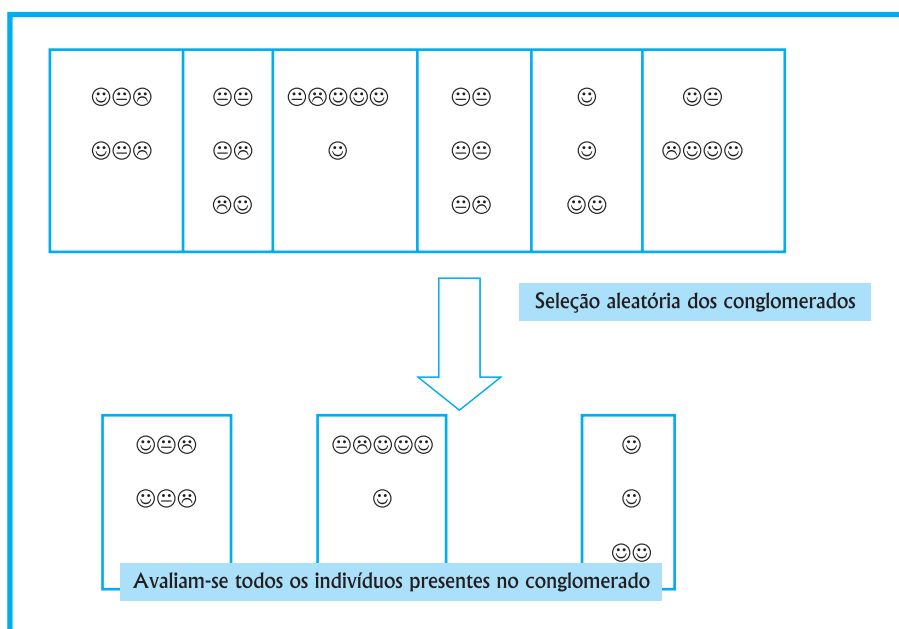 Seleção aleatória dos conglomerados
Avaliam-se todos os indivíduos presentes no conglomerado